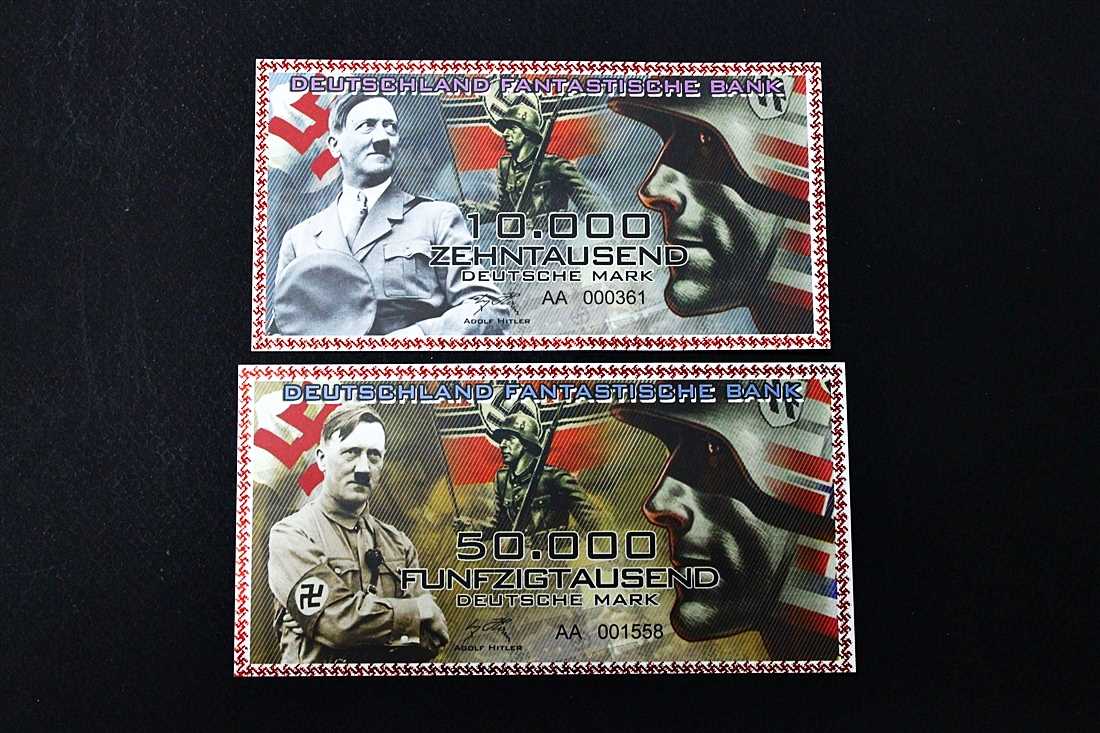 DEUTSCHLAND FANTASTISCHE BANK
10.000
ZEHNTAUSEND
DEUTSCHE MARK
AA 000361
ADOLF HITLER
DEUTSCHLAND FANTASTISCHE BANK
50.000
FUNFZIGTAUSEND
DEUTSCHE MARK
AA 001558
ADOLF HITLER